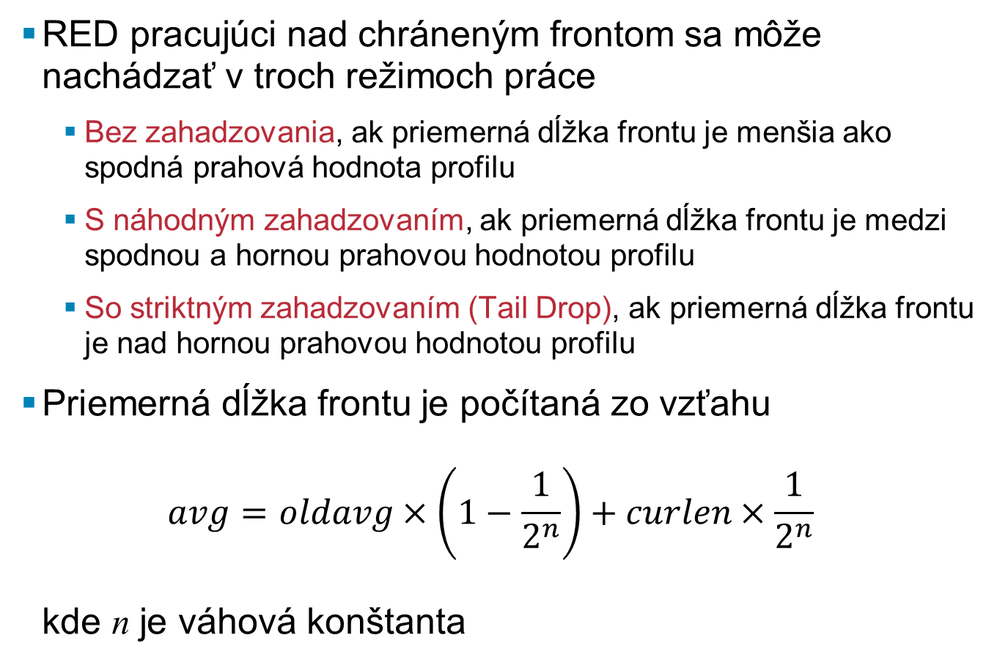 ▪ RED pracujúci nad chráneným frontom sa môže
nachádzať v troch režimoch práce
▪ Bez zahadzovania, ak priemerná dĺžka frontu je menšia ako
spodná prahová hodnota profilu
▪ S náhodným zahadzovaním, ak priemerná dĺžka frontu je medzi
spodnou a hornou prahovou hodnotou profilu
▪ So striktným zahadzovaním (Tail Drop), ak priemerná dĺžka frontu
je nad hornou prahovou hodnotou profilu
▪ Priemerná dĺžka frontu je počítaná zo vzťahu
$avg = oldavg \times \left(1 - \frac{1}{2^n}\right) + curlen \times \frac{1}{2^n}$
kde n je váhová konštanta